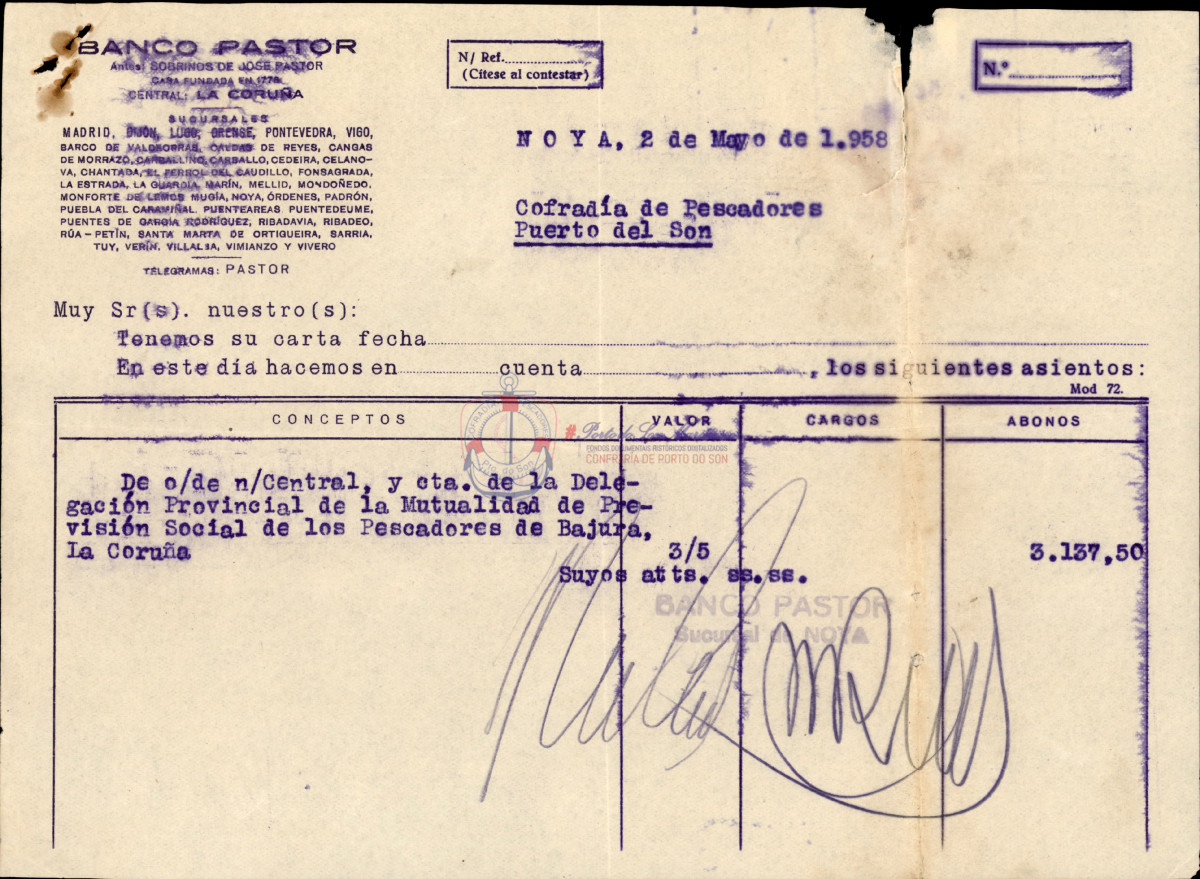 BANCO PASTOR
Antes: SOBRINOS DE JOSE PASTOR
CASA FUNDADA EN 1776
CENTRAL: LA CORUÑA
SUCURSALES
MADRID, GIJÓN, LUGO, ORENSE, PONTEVEDRA, VIGO,
BARCO DE VALDEORRAS, CALDAS DE REYES, CANGAS
DE MORRAZO, CARBALLINO, CARBALLO, CEDEIRA, CELANO-
VA, CHANTADA, EL FERROL DEL CAUDILLO, FONSAGRADA,
LA ESTRADA, LA GUARDIA, MARÍN, MELLID, MONDOÑEDO,
MONFORTE DE LEMOS MUGÍA, NOYA, ÓRDENES, PADRÓN,
PUEBLA DEL CARAMIÑAL, PUENTEAREAS PUENTEDEUME,
PUENTES DE GARCÍA RODRÍGUEZ, RIBADAVIA, RIBADEO,
RÚA-PETÍN, SANTA MARTA DE ORTIGUEIRA, SARRIA,
TUY, VERÍN, VILLALBA, VIMIANZO Y VIVERO
TELEGRAMAS: PASTOR
N/ Ref.
(Cítese al contestar)
N.º
NOYA, 2 de Mayo de 1.958
Cofradía de Pescadores
Puerto del Son
Muy Sr(s). nuestro(s):
Tenemos su carta fecha
En este día hacemos en cuenta , los siguientes asientos:
Mod 72.
CONCEPTOS VALOR CARGOS ABONOS
FONDOS DOCUMENTAIS HISTÓRICOS DIXITALIZADOS
CONFRARÍA DE PORTO DO SON
De o/de n/Central, y cta. de la Dele-
gación Provincial de la Mutualidad de Pre-
visión Social de los Pescadores de Bajura,
La Coruña 3/5 3.137,50
Suyos atts. ss.ss.
BANCO PASTOR
Sucursal de NOYA